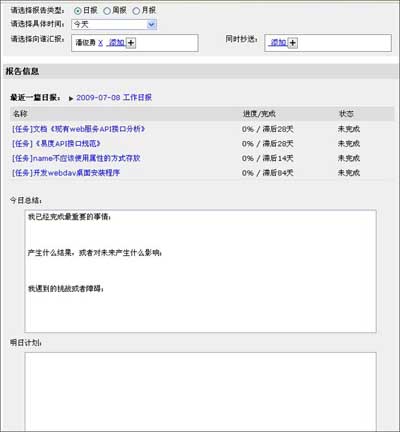 请选择报告类型： 日报 周报 月报
请选择具体时间： 今天
请选择向谁汇报： 潘俊勇 X 添加 同时抄送： 添加
报告信息
最近一篇日报： 2009-07-08 工作日报
名称 进度/完成 状态
[任务]文档《现有web服务API接口分析》 0% / 滞后28天 未完成
[任务]《易度API接口规范》 0% / 滞后28天 未完成
[任务]name不应该使用属性的方式存放 0% / 滞后14天 未完成
[任务]开发webdav桌面安装程序 0% / 滞后84天 未完成
今日总结：
我已经完成最重要的事情：
产生什么结果，或者对未来产生什么影响：
我遇到的挑战或者障碍：
明日计划：